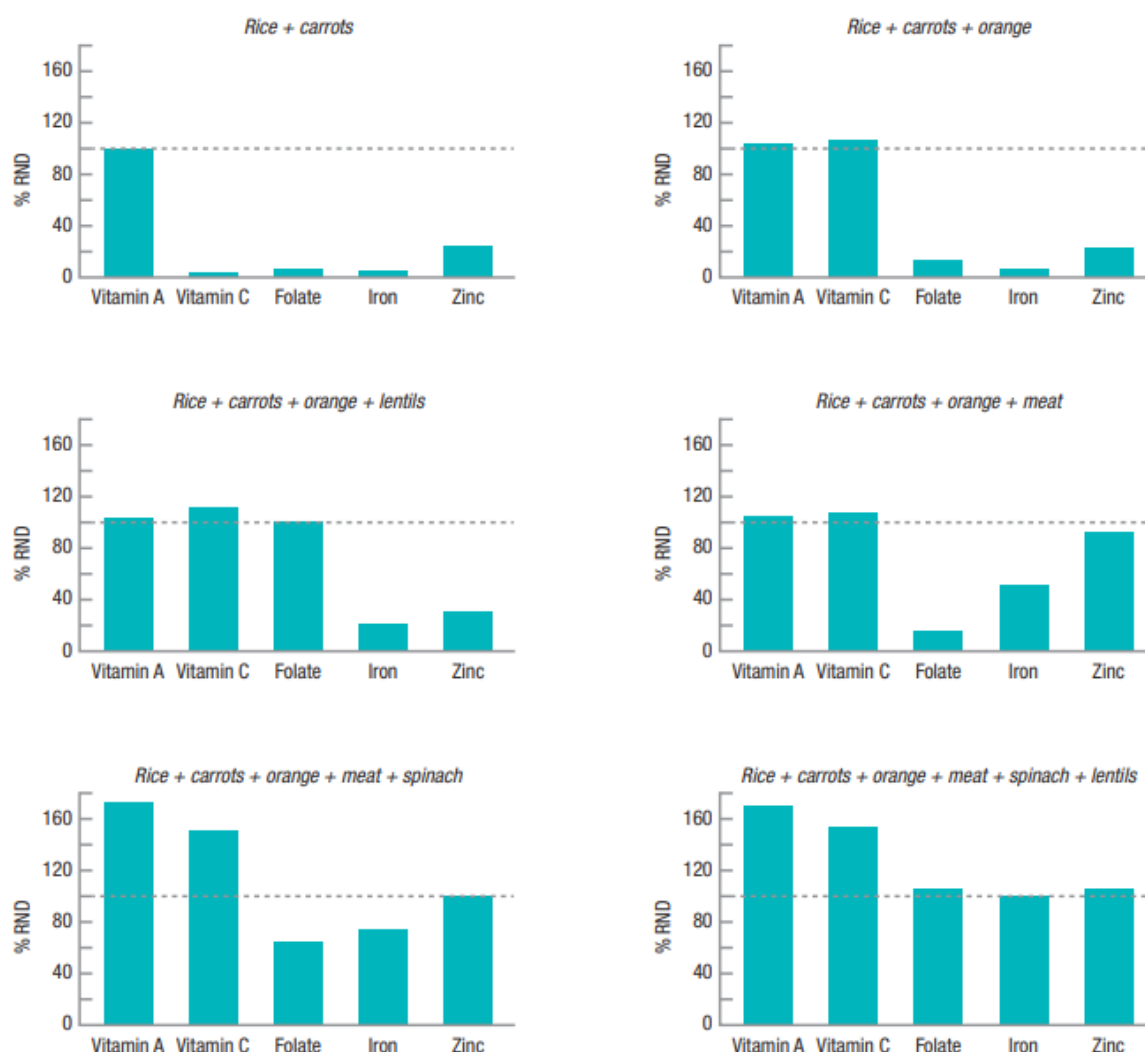 Rice + carrots
% RND
160
120
80
40
0
Vitamin A Vitamin C Folate Iron Zinc
Rice + carrots + orange
% RND
160
120
80
40
0
Vitamin A Vitamin C Folate Iron Zinc
Rice + carrots + orange + lentils
% RND
160
120
80
40
0
Vitamin A Vitamin C Folate Iron Zinc
Rice + carrots + orange + meat
% RND
160
120
80
40
0
Vitamin A Vitamin C Folate Iron Zinc
Rice + carrots + orange + meat + spinach
% RND
160
120
80
40
0
Vitamin A Vitamin C Folate Iron Zinc
Rice + carrots + orange + meat + spinach + lentils
% RND
160
120
80
40
0
Vitamin A Vitamin C Folate Iron Zinc